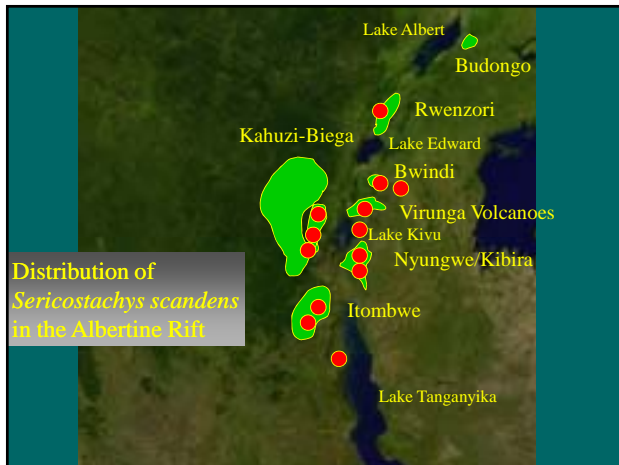 Lake Albert
Budongo
Rwenzori
Kahuzi-Biega
Lake Edward
Bwindi
Virunga Volcanoes
Lake Kivu
Nyungwe/Kibira
Distribution of
Sericostachys scandens
in the Albertine Rift
Itombwe
Lake Tanganyika